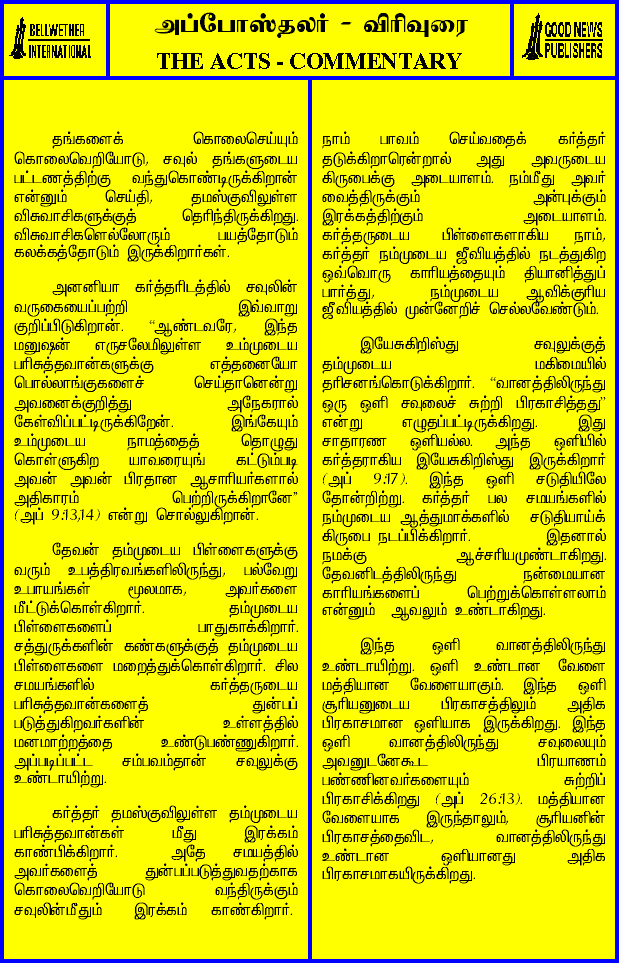 BELLWETHER
INTERNATIONAL
அப்போஸ்தலர் - விரிவுரை
THE ACTS - COMMENTARY
GOOD NEWS
PUBLISHERS
தங்களைக் கொலைசெய்யும்
கொலைவெறியோடு, சவுல் தங்களுடைய
பட்டணத்திற்கு வந்துகொண்டிருக்கிறான்
என்னும் செய்தி, தமஸ்குவிலுள்ள
விசுவாசிகளுக்குத் தெரிந்திருக்கிறது.
விசுவாசிகளெல்லோரும் பயத்தோடும்
கலக்கத்தோடும் இருக்கிறார்கள்.
அனனியா கர்த்தரிடத்தில் சவுலின்
வருகையைப்பற்றி இவ்வாறு
குறிப்பிடுகிறான். “ஆண்டவரே, இந்த
மனுஷன் எருசலேமிலுள்ள உம்முடைய
பரிசுத்தவான்களுக்கு எத்தனையோ
பொல்லாங்குகளைச் செய்தானென்று
அவனைக்குறித்து அநேகரால்
கேள்விப்பட்டிருக்கிறேன். இங்கேயும்
உம்முடைய நாமத்தைத் தொழுது
கொள்ளுகிற யாவரையுங் கட்டும்படி
அவன் அவன் பிரதான ஆசாரியர்களால்
அதிகாரம் பெற்றிருக்கிறானே”
(அப் 9:13,14) என்று சொல்லுகிறான்.
தேவன் தம்முடைய பிள்ளைகளுக்கு
வரும் உபத்திரவங்களிலிருந்து, பல்வேறு
உபாயங்கள் மூலமாக, அவர்களை
மீட்டுக்கொள்கிறார். தம்முடைய
பிள்ளைகளைப் பாதுகாக்கிறார்.
சத்துருக்களின் கண்களுக்குத் தம்முடைய
பிள்ளைகளை மறைத்துக்கொள்கிறார். சில
சமயங்களில் கர்த்தருடைய
பரிசுத்தவான்களைத் துன்பப்
படுத்துகிறவர்களின் உள்ளத்தில்
மனமாற்றத்தை உண்டுபண்ணுகிறார்.
அப்படிப்பட்ட சம்பவம்தான் சவுலுக்கு
உண்டாயிற்று.
கர்த்தர் தமஸ்குவிலுள்ள தம்முடைய
பரிசுத்தவான்கள் மீது இரக்கம்
காண்பிக்கிறார். அதே சமயத்தில்
அவர்களைத் துன்பப்படுத்துவதற்காக
கொலைவெறியோடு வந்திருக்கும்
சவுலின்மீதும் இரக்கம் காண்கிறார்.
நாம் பாவம் செய்வதைக் கர்த்தர்
தடுக்கிறாரென்றால் அது அவருடைய
கிருபைக்கு அடையாளம். நம்மீது அவர்
வைத்திருக்கும் அன்புக்கும்
இரக்கத்திற்கும் அடையாளம்.
கர்த்தருடைய பிள்ளைகளாகிய நாம்,
கர்த்தர் நம்முடைய ஜீவியத்தில் நடத்துகிற
ஒவ்வொரு காரியத்தையும் தியானித்துப்
பார்த்து, நம்முடைய ஆவிக்குரிய
ஜீவியத்தில் முன்னேறிச் செல்லவேண்டும்.
இயேசுகிறிஸ்து சவுலுக்குத்
தம்முடைய மகிமையில்
தரிசனங்கொடுக்கிறார். “வானத்திலிருந்து
ஒரு ஒளி சவுலைச் சுற்றி பிரகாசித்தது”
என்று எழுதப்பட்டிருக்கிறது. இது
சாதாரண ஒளியல்ல. அந்த ஒளியில்
கர்த்தராகிய இயேசுகிறிஸ்து இருக்கிறார்
(அப் 9:17). இந்த ஒளி சடுதியிலே
தோன்றிற்று. கர்த்தர் பல சமயங்களில்
நம்முடைய ஆத்துமாக்களில் சடுதியாய்க்
கிருபை நடப்பிக்கிறார். இதனால்
நமக்கு ஆச்சரியமுண்டாகிறது.
தேவனிடத்திலிருந்து நன்மையான
காரியங்களைப் பெற்றுக்கொள்ளலாம்
என்னும் ஆவலும் உண்டாகிறது.
இந்த ஒளி வானத்திலிருந்து
உண்டாயிற்று. ஒளி உண்டான வேளை
மத்தியான வேளையாகும். இந்த ஒளி
சூரியனுடைய பிரகாசத்திலும் அதிக
பிரகாசமான ஒளியாக இருக்கிறது. இந்த
ஒளி வானத்திலிருந்து சவுலையும்
அவனுடனேகூட பிரயாணம்
பண்ணினவர்களையும் சுற்றிப்
பிரகாசிக்கிறது (அப் 26:13). மத்தியான
வேளையாக இருந்தாலும், சூரியனின்
பிரகாசத்தைவிட, வானத்திலிருந்து
உண்டான ஒளியானது அதிக
பிரகாசமாகயிருக்கிறது.